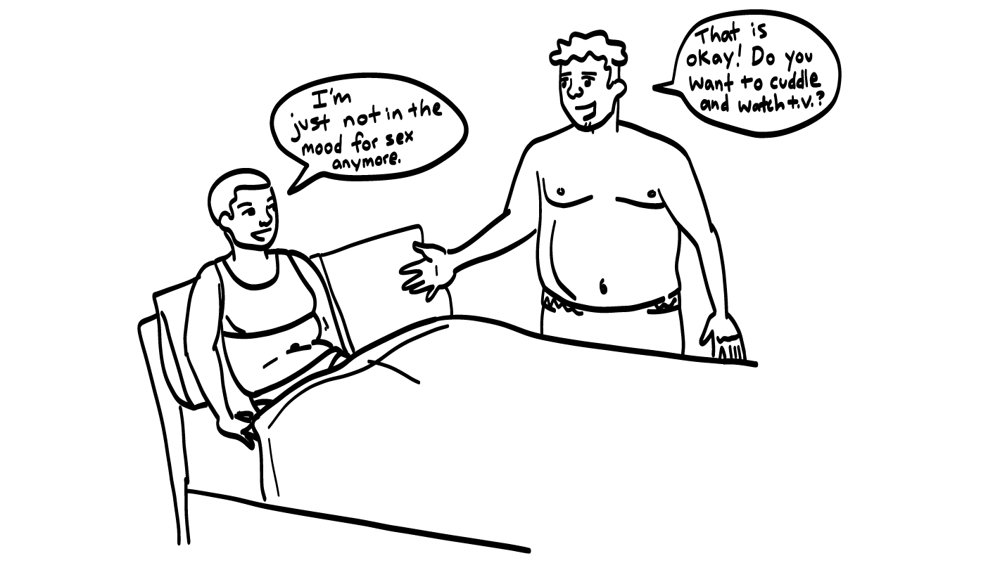 I'm
just not in the
mood for sex
anymore.
That is
okay! Do you
want to cuddle
and watch t.v.?